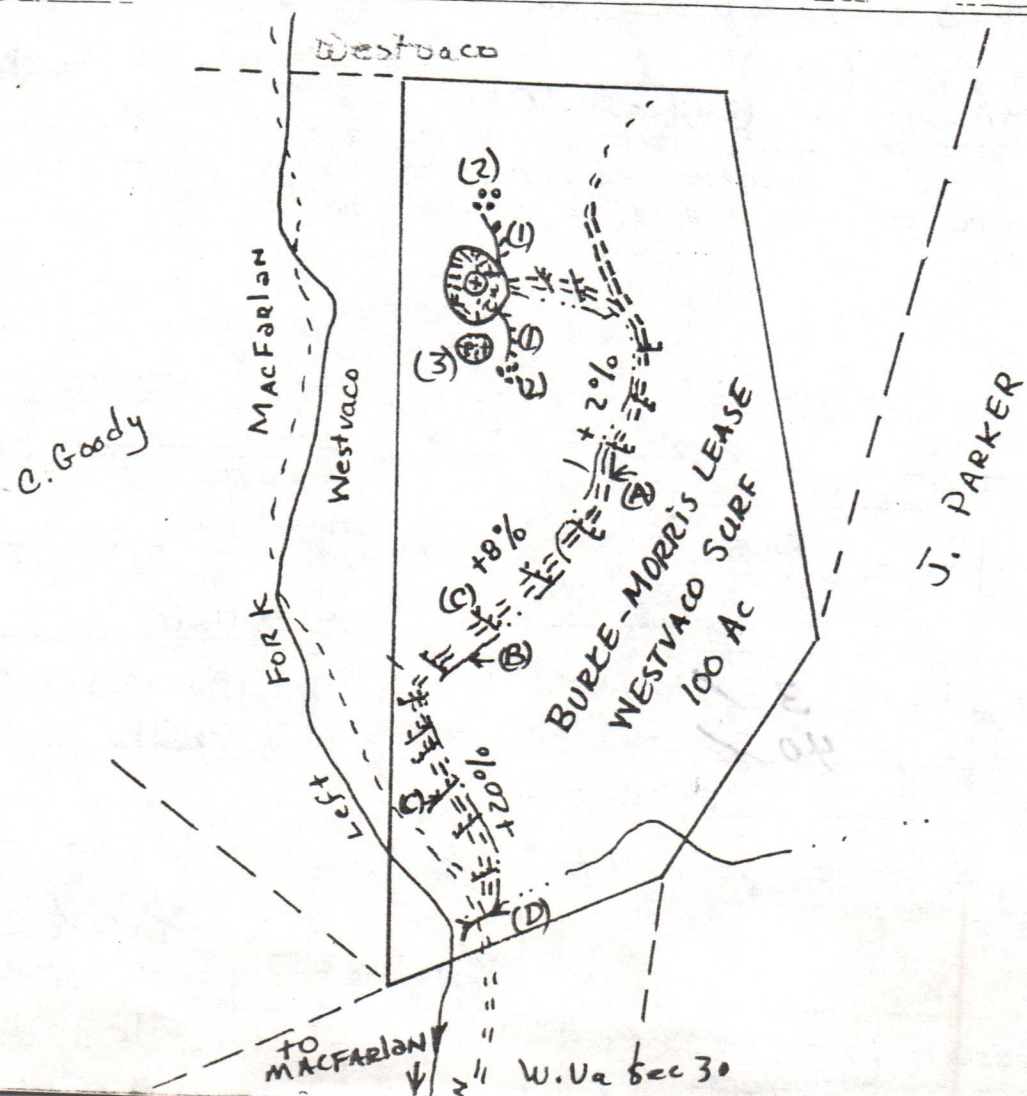 Westvaco
(2)
(1)
(1)
(3)
(2)
MACFARLAN
Westvaco
C. Goody
+2%
(A)
J. PARKER
BURKE-MORRIS LEASE
WESTVACO SURF
100 AC
(C) +8%
(B)
FORK
+20%
(C)
Left
(D)
TO
MACFARLAN
W.Va Sec 30